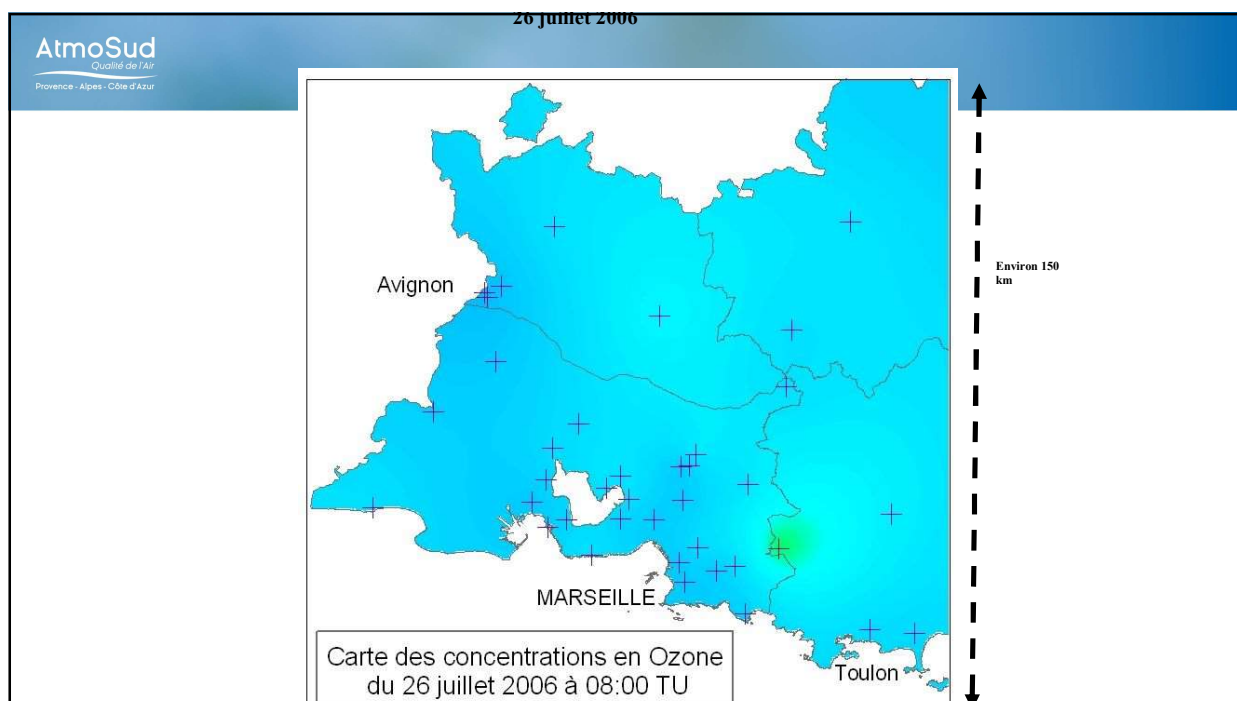 26 juillet 2006
AtmoSud
Qualité de l'Air
Provence - Alpes - Côte d'Azur
Avignon
Environ 150
km
MARSEILLE
Toulon
Carte des concentrations en Ozone
du 26 juillet 2006 à 08:00 TU